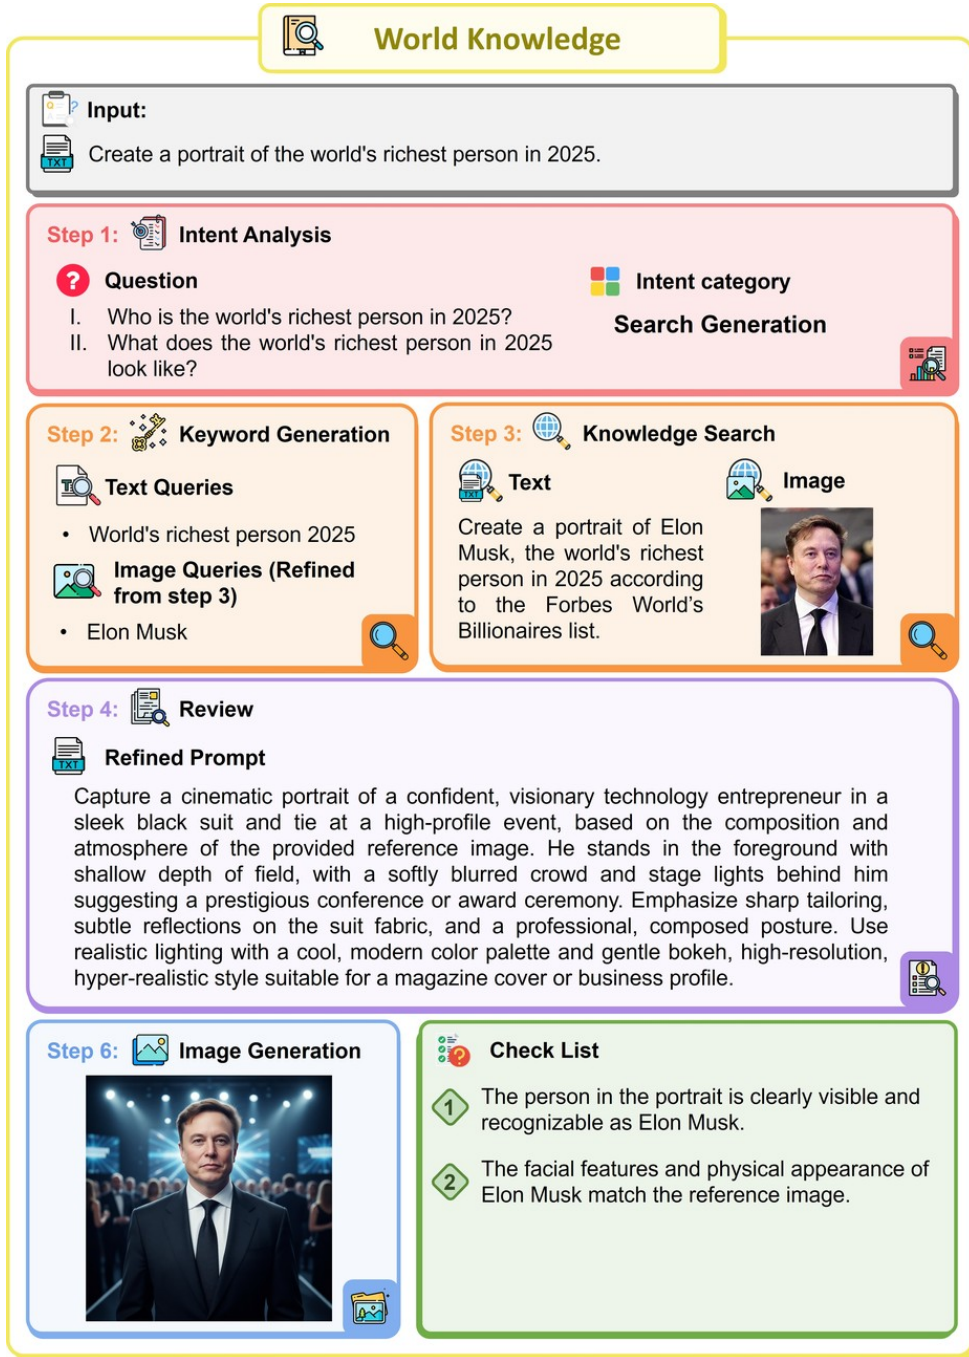 World Knowledge
Input:
TXT
Create a portrait of the world's richest person in 2025.
Step 1:
Intent Analysis
Question
I. Who is the world's richest person in 2025?
II. What does the world's richest person in 2025
look like?
Intent category
Search Generation
Step 2:
Keyword Generation
Text Queries
• World's richest person 2025
Image Queries (Refined
from step 3)
• Elon Musk
Step 3:
Knowledge Search
TXT
Text
Create a portrait of Elon
Musk, the world's richest
person in 2025 according
to the Forbes World’s
Billionaires list.
Image
Step 4:
Review
TXT
Refined Prompt
Capture a cinematic portrait of a confident, visionary technology entrepreneur in a
sleek black suit and tie at a high-profile event, based on the composition and
atmosphere of the provided reference image. He stands in the foreground with
shallow depth of field, with a softly blurred crowd and stage lights behind him
suggesting a prestigious conference or award ceremony. Emphasize sharp tailoring,
subtle reflections on the suit fabric, and a professional, composed posture. Use
realistic lighting with a cool, modern color palette and gentle bokeh, high-resolution,
hyper-realistic style suitable for a magazine cover or business profile.
Step 6:
Image Generation
Check List
1
The person in the portrait is clearly visible and
recognizable as Elon Musk.
2
The facial features and physical appearance of
Elon Musk match the reference image.